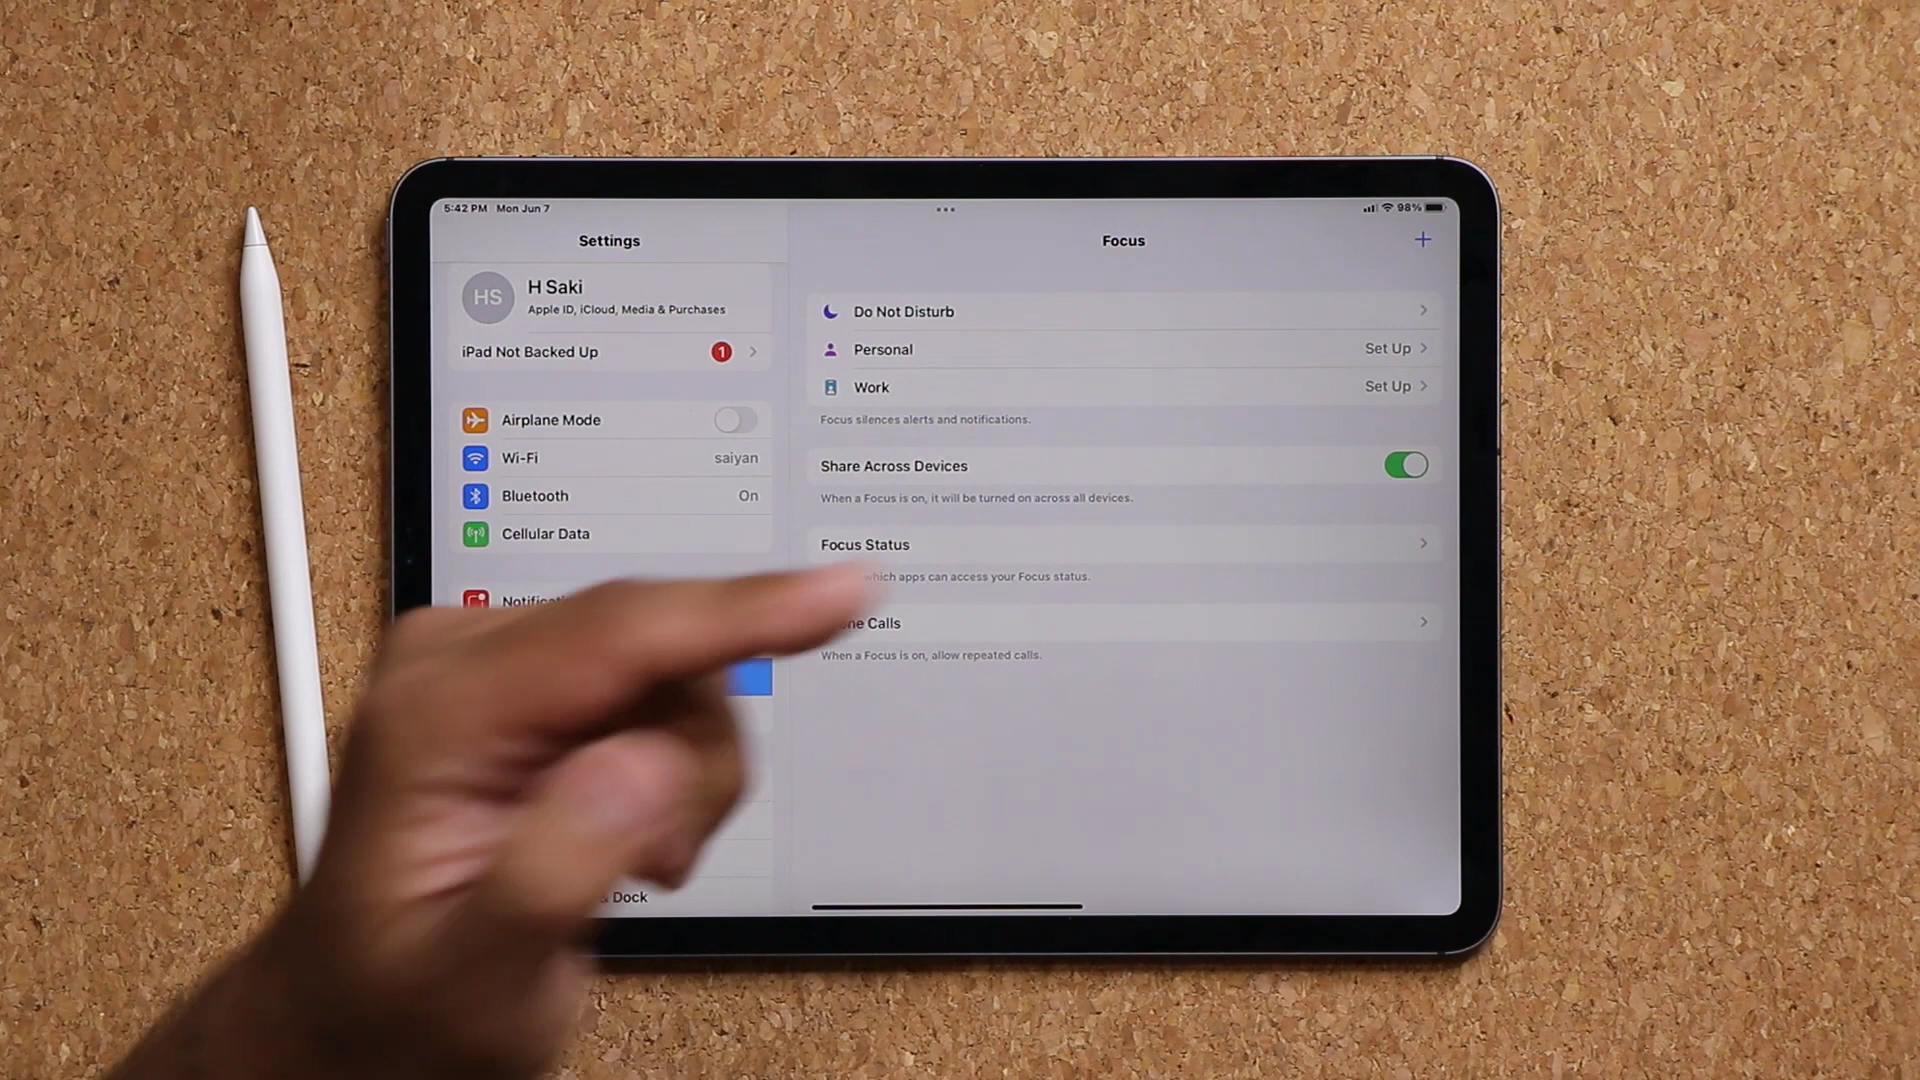 5:42 PM Mon Jun 7
98%
Settings
HS
H Saki
Apple ID, iCloud, Media & Purchases
iPad Not Backed Up
1
Airplane Mode
Wi-Fi
saiyan
Bluetooth
On
Cellular Data
& Dock
Focus
Do Not Disturb
Personal
Set Up
Work
Set Up
Focus silences alerts and notifications.
Share Across Devices
When a Focus is on, it will be turned on across all devices.
Focus Status
which apps can access your Focus status.
Calls
When a Focus is on, allow repeated calls.